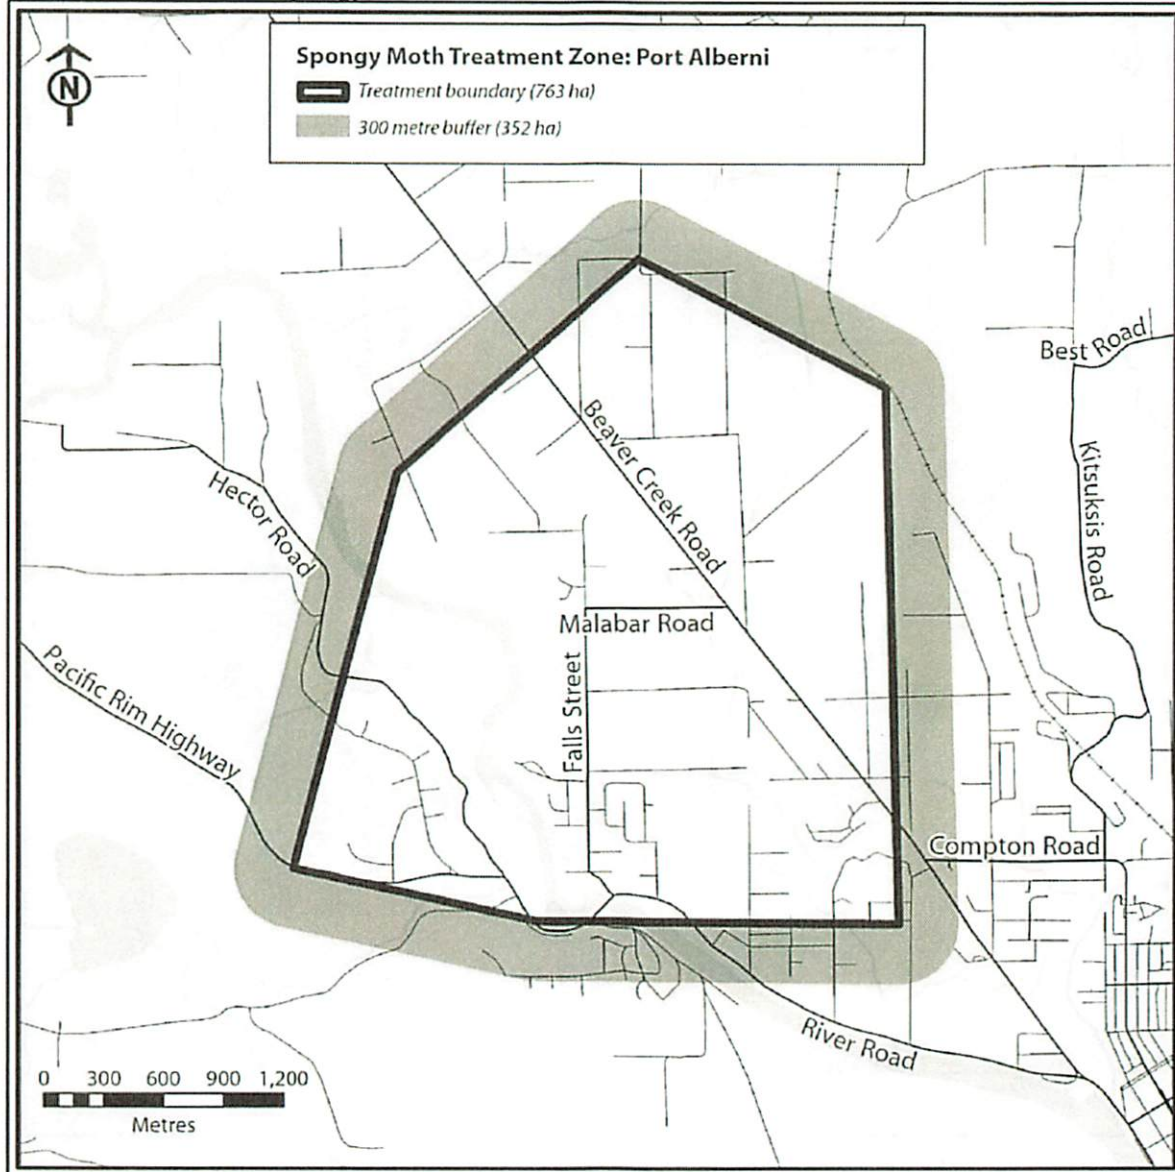 Spongy Moth Treatment Zone: Port Alberni
Treatment boundary (763 ha)
300 metre buffer (352 ha)
N
Best Road
Beaver Creek Road
Kitsuksis Road
Hector Road
Malabar Road
Falls Street
Pacific Rim Highway
Compton Road
River Road
0 300 600 900 1,200
Metres